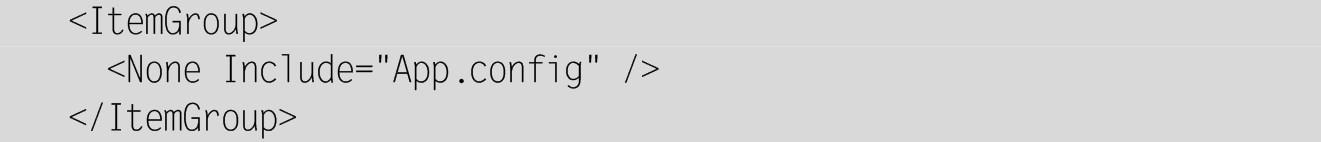 <ItemGroup>
  <None Include="App.config" />
</ItemGroup>